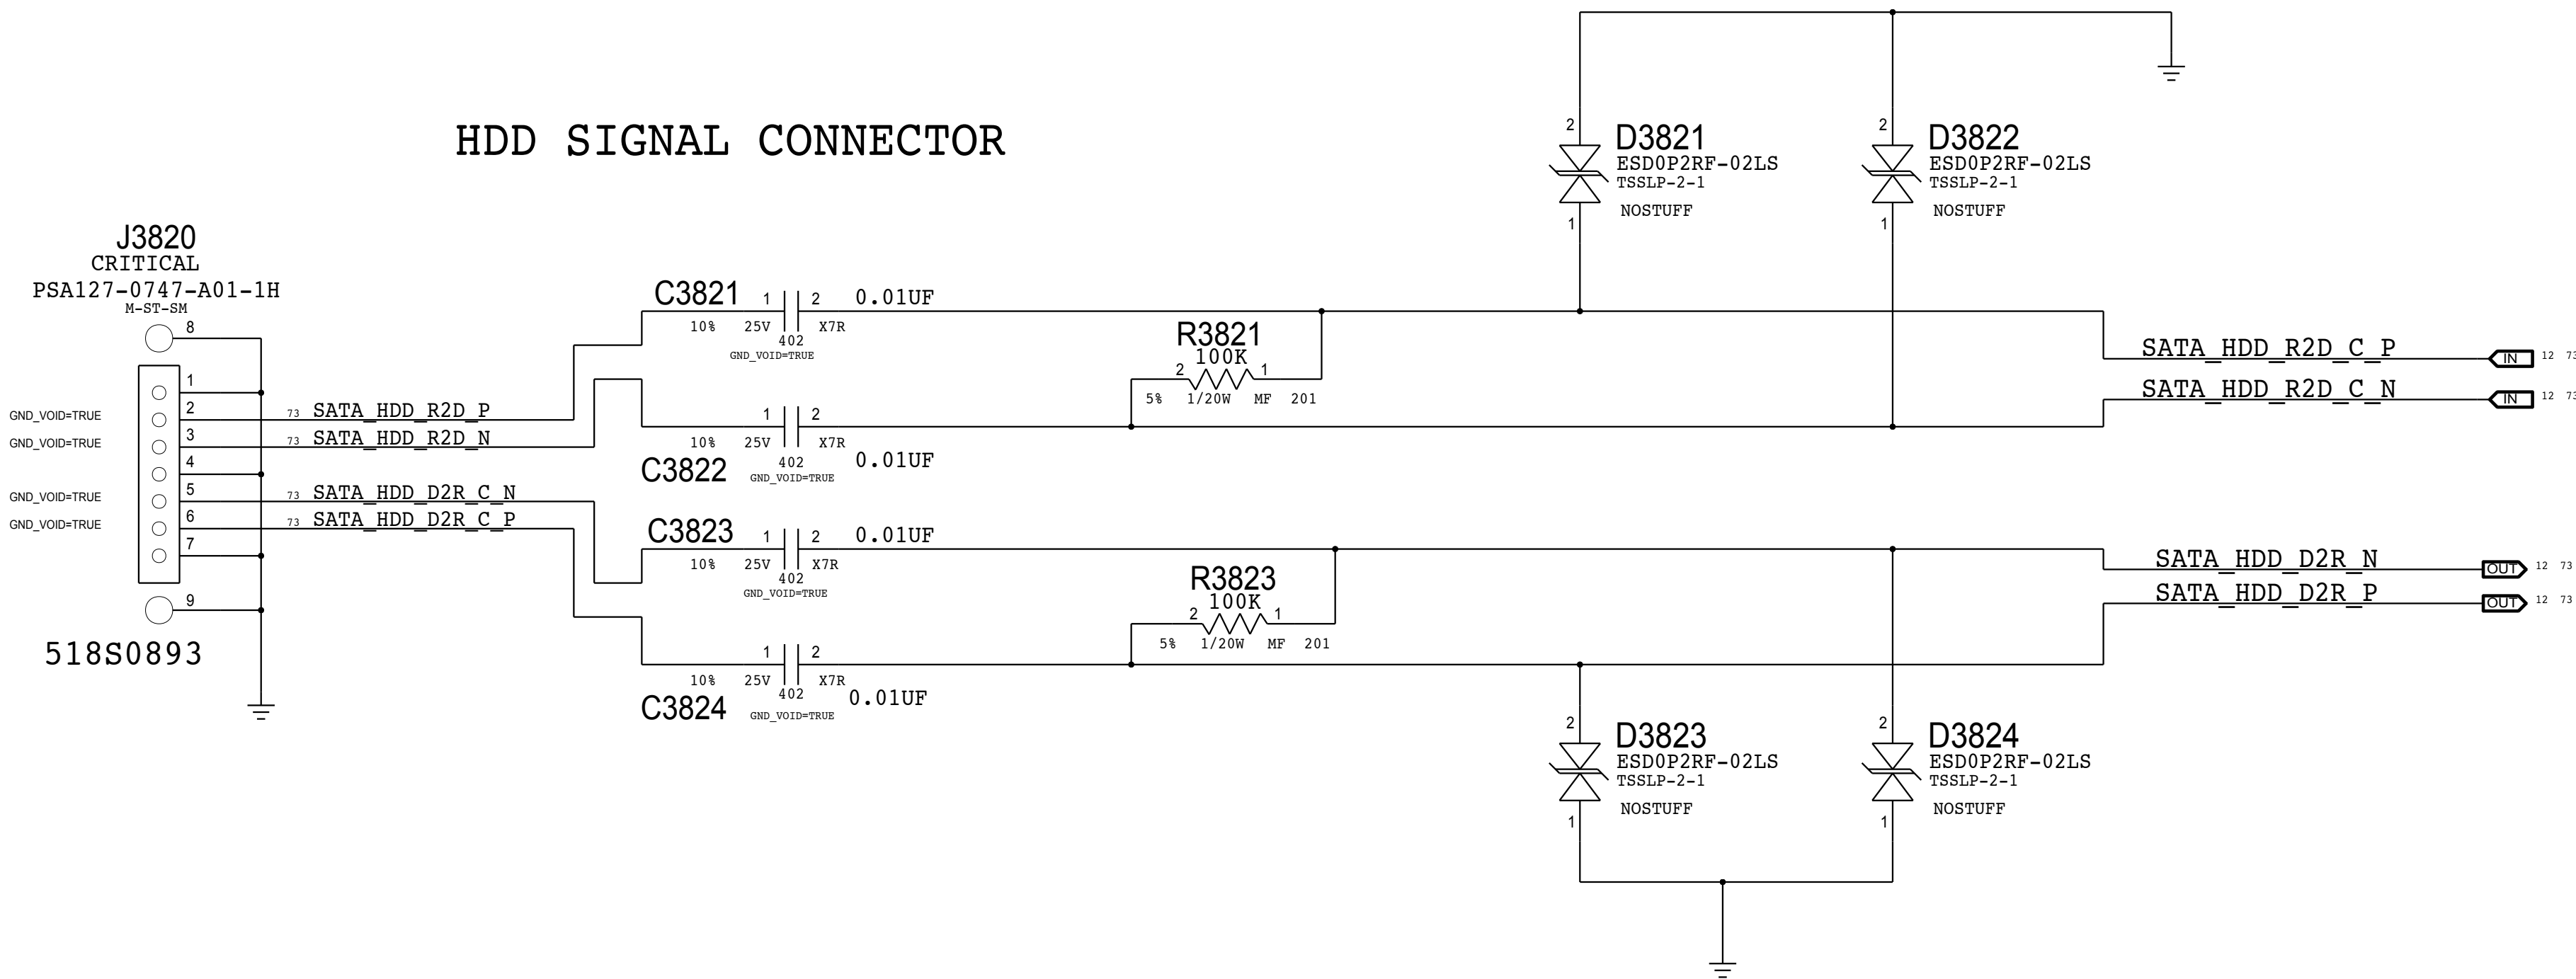 HDD SIGNAL CONNECTOR
J3820
CRITICAL
PSA127-0747-A01-1H
M-ST-SM
8
1
2
3
4
5
6
7
9
518S0893
GND_VOID=TRUE
GND_VOID=TRUE
GND_VOID=TRUE
GND_VOID=TRUE
73 SATA_HDD_R2D_P
73 SATA_HDD_R2D_N
73 SATA_HDD_D2R_C_N
73 SATA_HDD_D2R_C_P
C3821 1 2 0.01UF
10% 25V X7R
402
GND_VOID=TRUE
1 2
10% 25V X7R
402
C3822 0.01UF
GND_VOID=TRUE
C3823 1 2 0.01UF
10% 25V X7R
402
GND_VOID=TRUE
1 2
10% 25V X7R
402
C3824 0.01UF
GND_VOID=TRUE
R3821
100K
2 1
5% 1/20W MF 201
R3823
100K
2 1
5% 1/20W MF 201
2 D3821
ESD0P2RF-02LS
TSSLP-2-1
NOSTUFF
1
2 D3822
ESD0P2RF-02LS
TSSLP-2-1
NOSTUFF
1
SATA_HDD_R2D_C_P IN 12 73
SATA_HDD_R2D_C_N IN 12 73
SATA_HDD_D2R_N OUT 12 73
SATA_HDD_D2R_P OUT 12 73
2 D3823
ESD0P2RF-02LS
TSSLP-2-1
NOSTUFF
1
2 D3824
ESD0P2RF-02LS
TSSLP-2-1
NOSTUFF
1